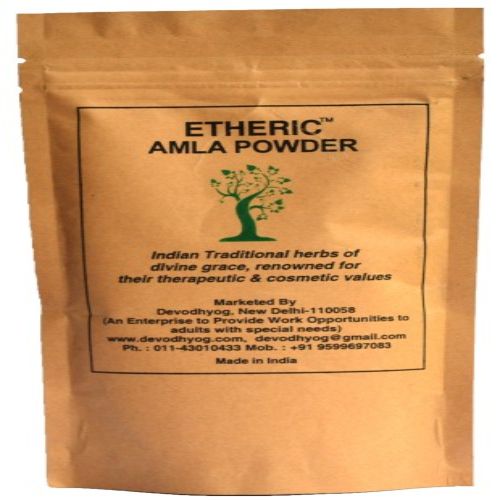 ETHERIC™
AMLA POWDER
Indian Traditional herbs of
divine grace, renowned for
their therapeutic & cosmetic values
Marketed By
Devodhyog, New Delhi-110058
(An Enterprise to Provide Work Opportunities to
adults with special needs)
www.devodhyog.com, devodhyog@gmail.com
Ph. : 011-43010433 Mob. : +91 9599697083
Made in India